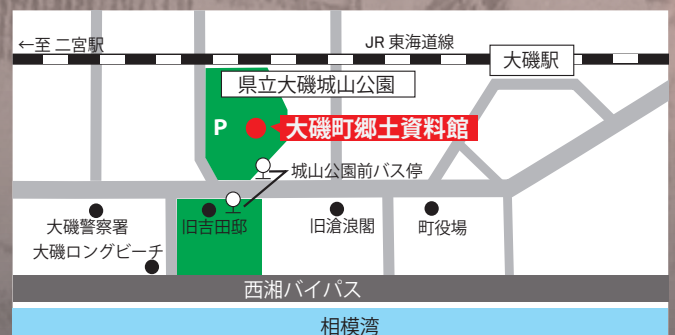 ←至 二宮駅
JR 東海道線
大磯駅
県立大磯城山公園
P
大磯町郷土資料館
城山公園前バス停
大磯警察署
旧吉田邸
旧滄浪閣
町役場
大磯ロングビーチ
西湘バイパス
相模湾